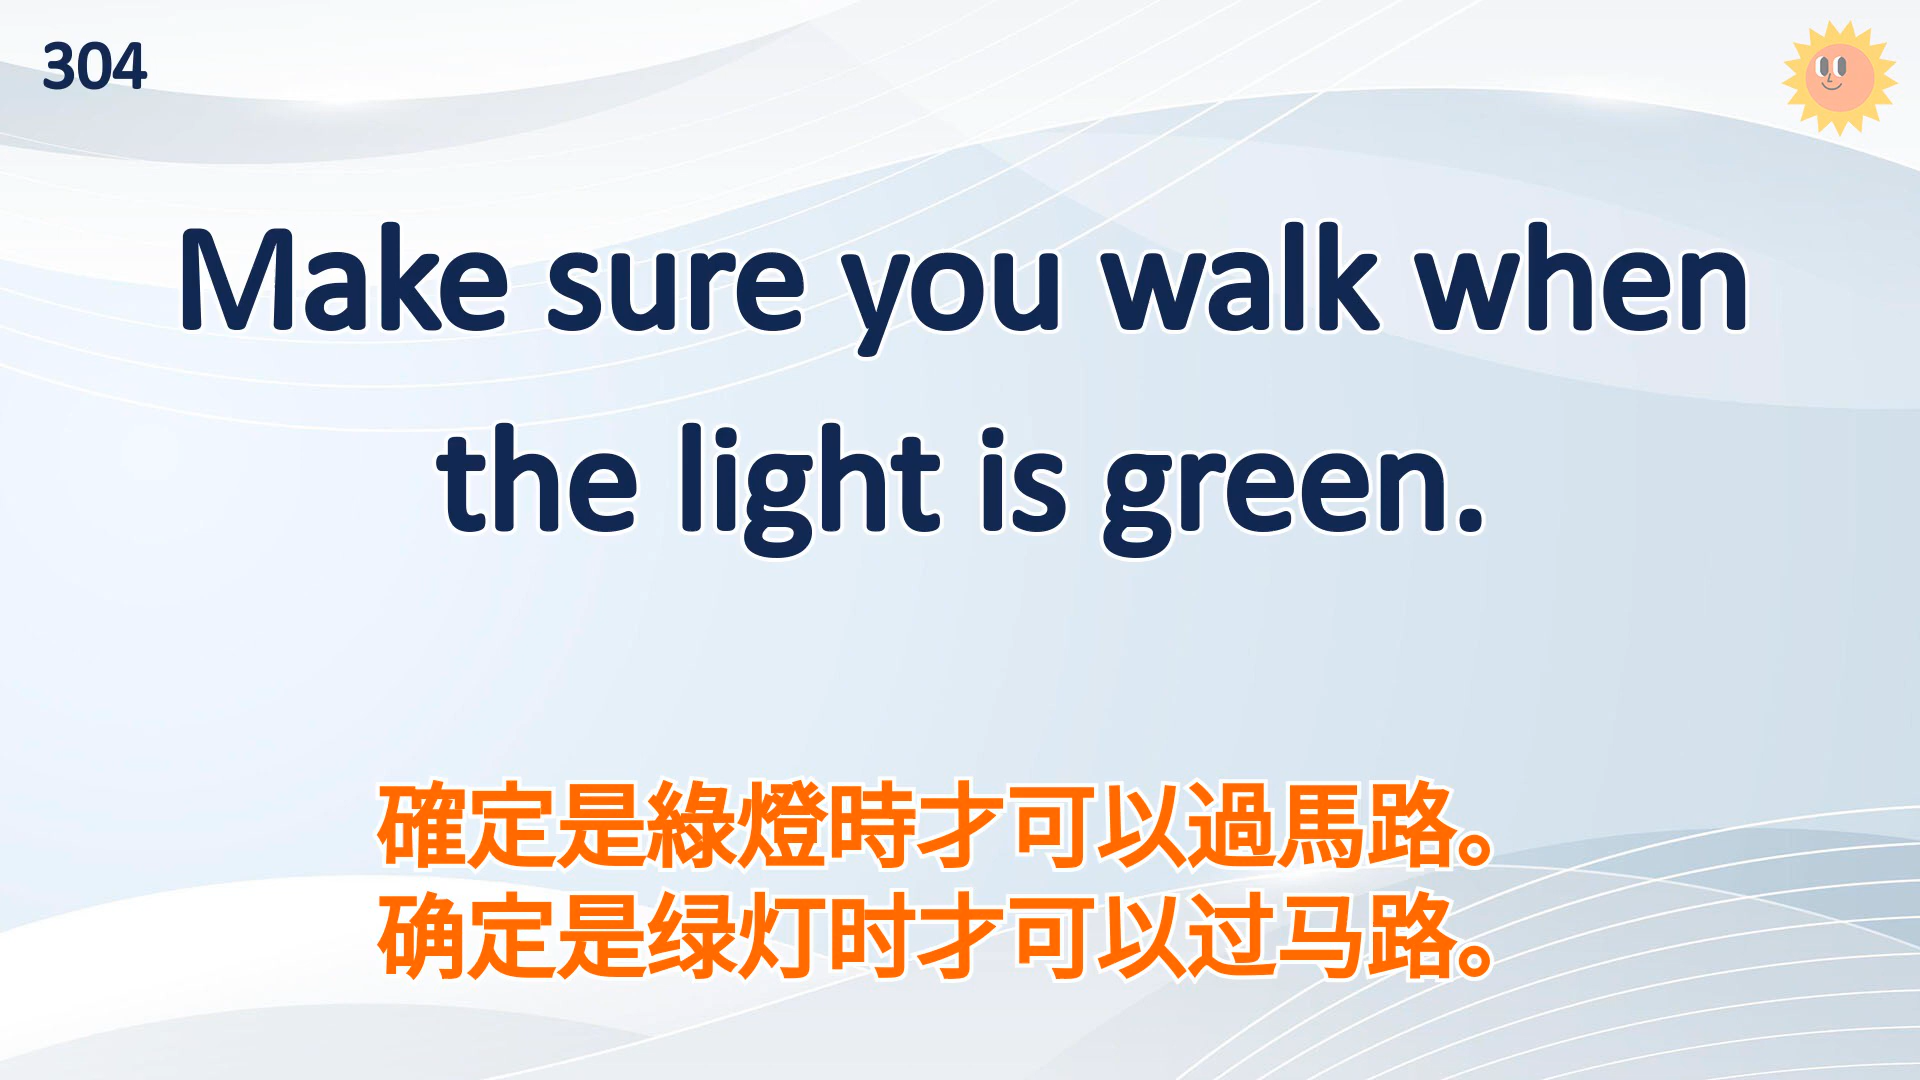 304
Make sure you walk when
the light is green.
確定是綠燈時才可以過馬路。
确定是绿灯时才可以过马路。